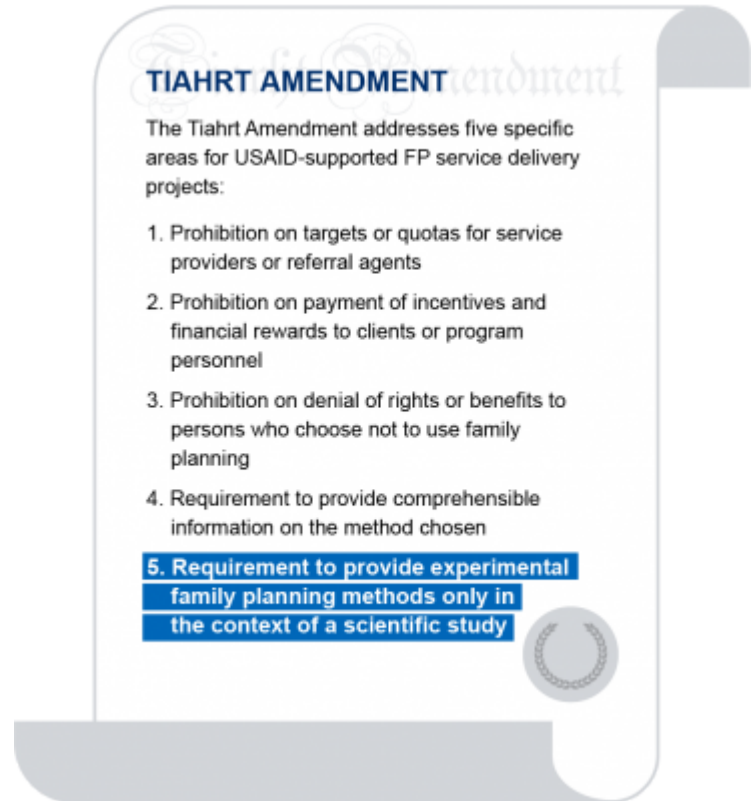 Tiahrt Amendment
TIAHRT AMENDMENT
The Tiahrt Amendment addresses five specific
areas for USAID-supported FP service delivery
projects:
1. Prohibition on targets or quotas for service
providers or referral agents
2. Prohibition on payment of incentives and
financial rewards to clients or program
personnel
3. Prohibition on denial of rights or benefits to
persons who choose not to use family
planning
4. Requirement to provide comprehensible
information on the method chosen
5. Requirement to provide experimental
family planning methods only in
the context of a scientific study